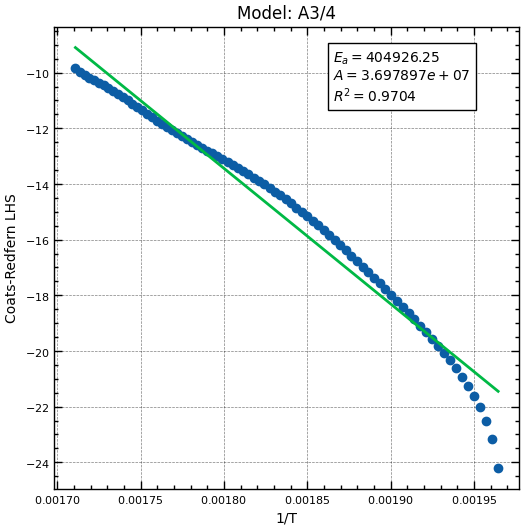 Model: A3/4
E_a = 404926.25
A = 3.697897e + 07
R² = 0.9704
Coats-Redfern LHS
−10
−12
−14
−16
−18
−20
−22
−24
0.00170 0.00175 0.00180 0.00185 0.00190 0.00195
1/T